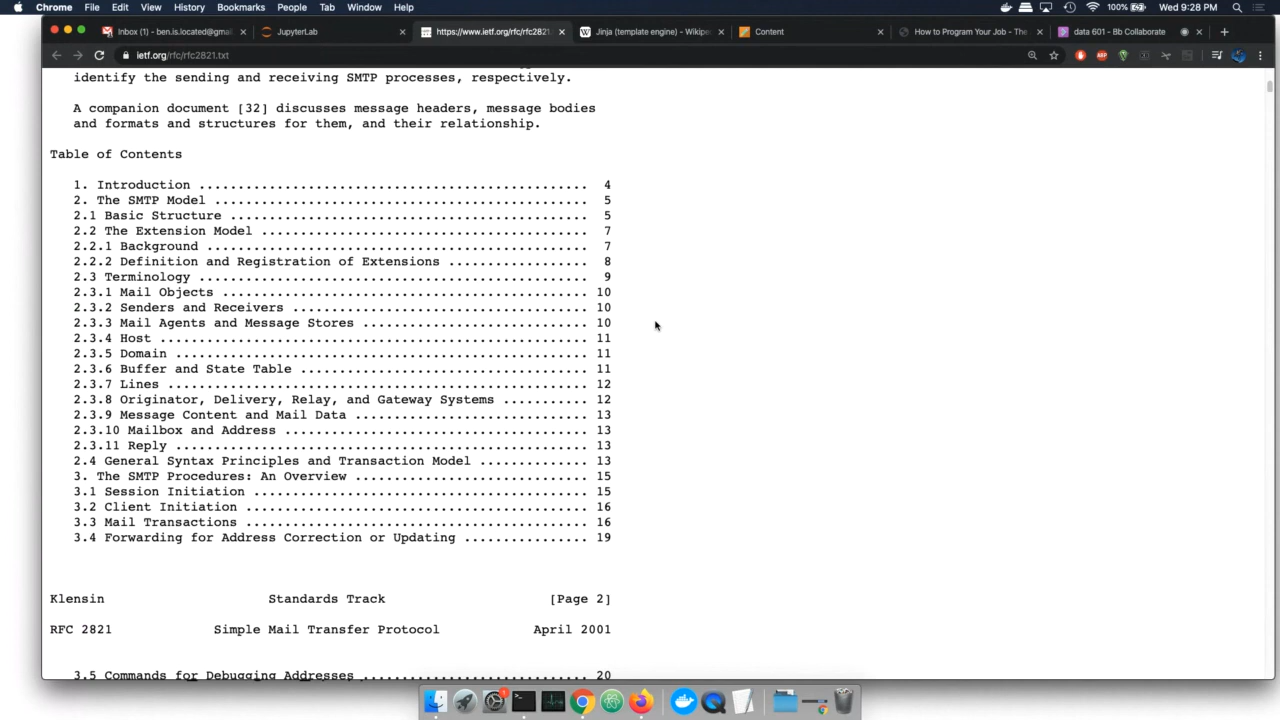 Chrome File Edit View History Bookmarks People Tab Window Help 100% Wed 9:28 PM
Inbox (1) - ben.is.located@gmai JupyterLab https://www.ietf.org/rfc/rfc2821. Jinja (template engine) - Wikipe Content How to Program Your Job - The data 601 - Bb Collaborate
ietf.org/rfc/rfc2821.txt
identify the sending and receiving SMTP processes, respectively.
A companion document [32] discusses message headers, message bodies
and formats and structures for them, and their relationship.
Table of Contents
1. Introduction .................................................. 4
2. The SMTP Model ................................................ 5
2.1 Basic Structure .............................................. 5
2.2 The Extension Model .......................................... 7
2.2.1 Background ................................................. 7
2.2.2 Definition and Registration of Extensions .................. 8
2.3 Terminology .................................................. 9
2.3.1 Mail Objects ............................................... 10
2.3.2 Senders and Receivers ...................................... 10
2.3.3 Mail Agents and Message Stores ............................. 10
2.3.4 Host ....................................................... 11
2.3.5 Domain ..................................................... 11
2.3.6 Buffer and State Table ..................................... 11
2.3.7 Lines ...................................................... 12
2.3.8 Originator, Delivery, Relay, and Gateway Systems ........... 12
2.3.9 Message Content and Mail Data .............................. 13
2.3.10 Mailbox and Address ....................................... 13
2.3.11 Reply ..................................................... 13
2.4 General Syntax Principles and Transaction Model .............. 13
3. The SMTP Procedures: An Overview .............................. 15
3.1 Session Initiation ........................................... 15
3.2 Client Initiation ............................................ 16
3.3 Mail Transactions ............................................ 16
3.4 Forwarding for Address Correction or Updating ................ 19
Klensin Standards Track [Page 2]
RFC 2821 Simple Mail Transfer Protocol April 2001
3.5 Commands for Debugging Addresses ............................. 20